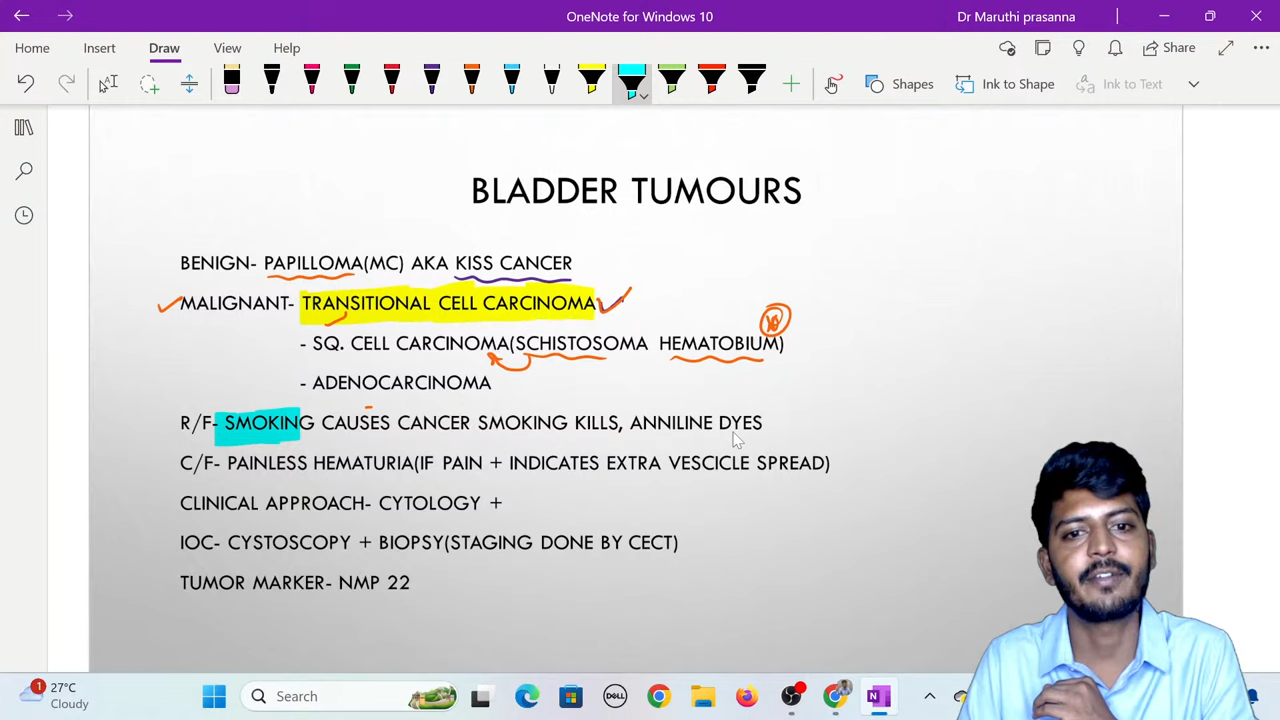 OneNote for Windows 10
Dr Maruthi prasanna
Home
Insert
Draw
View
Help
Share
Shapes
Ink to Shape
Ink to Text
BLADDER TUMOURS
BENIGN- PAPILLOMA(MC) AKA KISS CANCER
MALIGNANT- TRANSITIONAL CELL CARCINOMA
- SQ. CELL CARCINOMA(SCHISTOSOMA HEMATOBIUM)
- ADENOCARCINOMA
R/F- SMOKING CAUSES CANCER SMOKING KILLS, ANNILINE DYES
C/F- PAINLESS HEMATURIA(IF PAIN + INDICATES EXTRA VESCICLE SPREAD)
CLINICAL APPROACH- CYTOLOGY +
IOC- CYSTOSCOPY + BIOPSY(STAGING DONE BY CECT)
TUMOR MARKER- NMP 22
1
27°C
Cloudy
Search
DELL